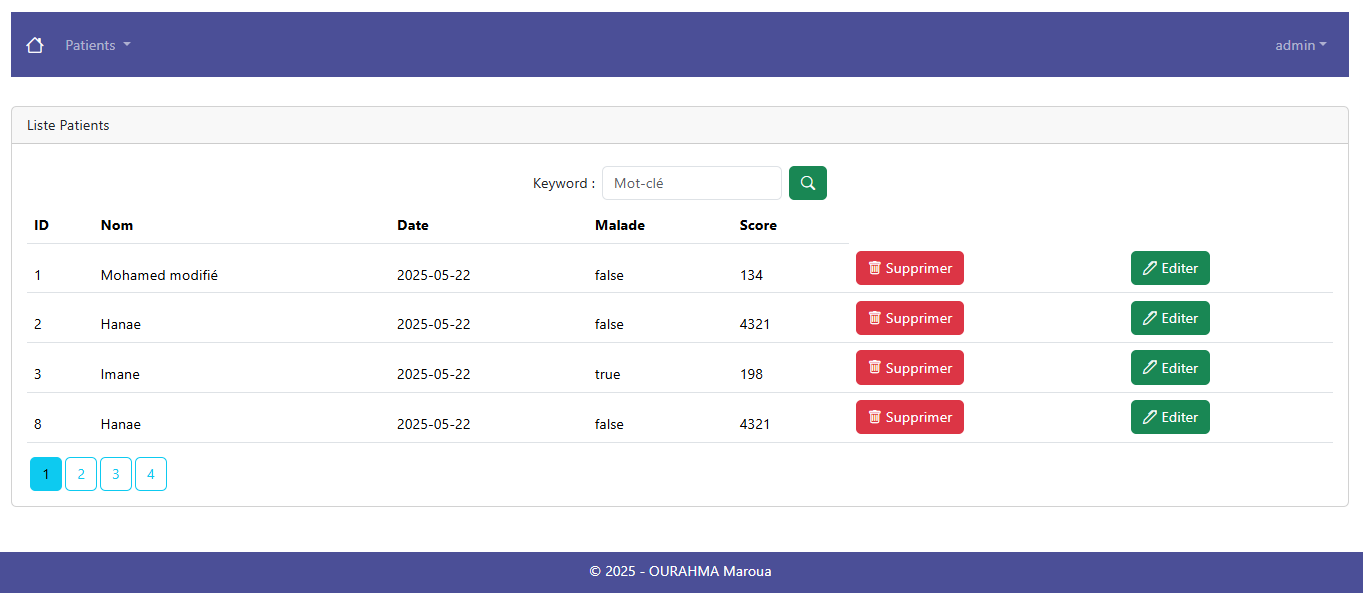 Patients admin
Liste Patients
Keyword : Mot-clé
ID Nom Date Malade Score
1 Mohamed modifié 2025-05-22 false 134 Supprimer Editer
2 Hanae 2025-05-22 false 4321 Supprimer Editer
3 Imane 2025-05-22 true 198 Supprimer Editer
8 Hanae 2025-05-22 false 4321 Supprimer Editer
1 2 3 4
© 2025 - OURAHMA Maroua